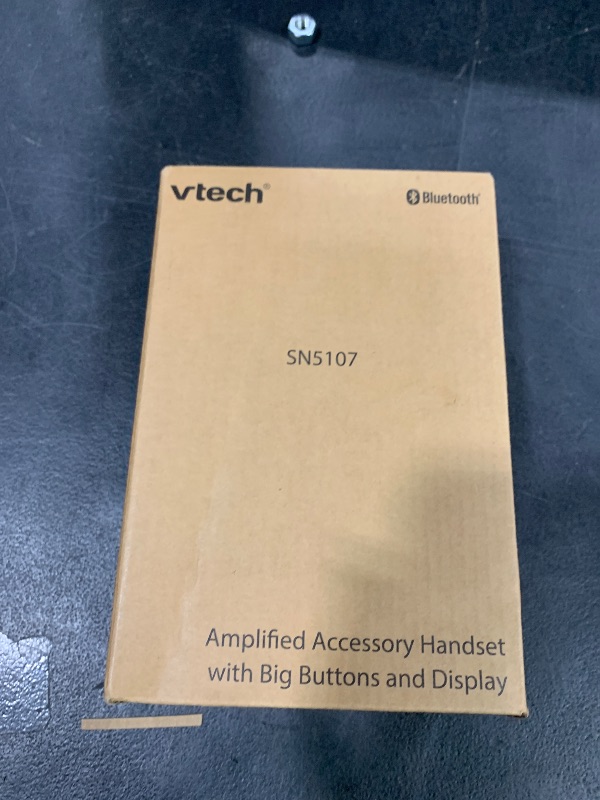 vtech®
Bluetooth®
SN5107
Amplified Accessory Handset
with Big Buttons and Display